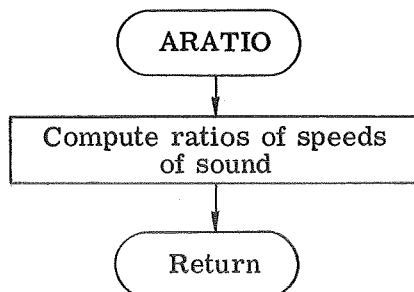 ARATIO
Compute ratios of speeds
of sound
Return